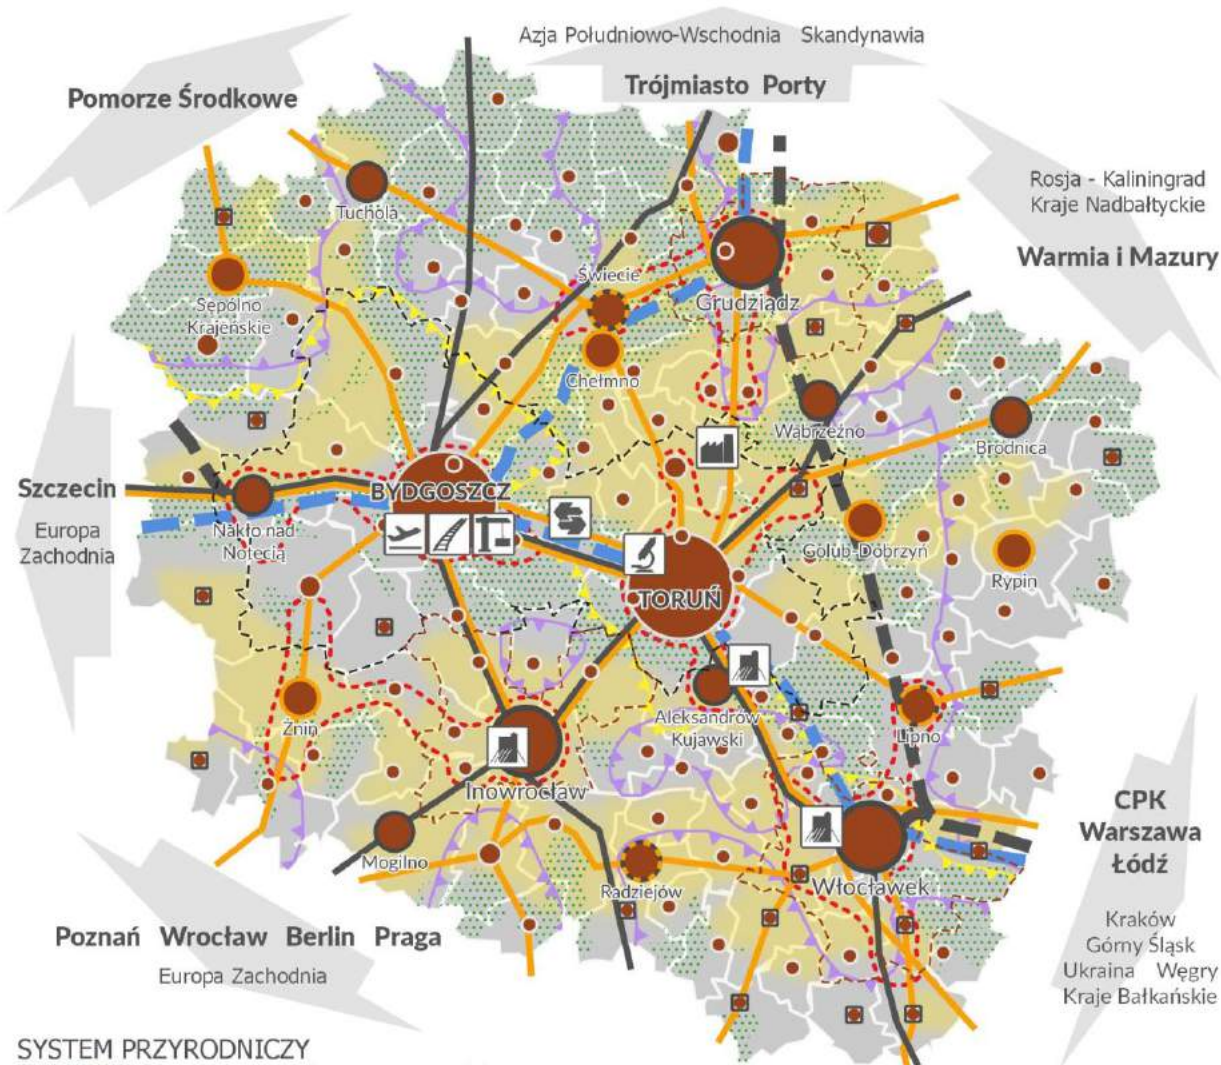 Azja Południowo-Wschodnia Skandynawia
Trójmiasto Porty
Pomorze Środkowe
Rosja - Kaliningrad
Kraje Nadbałtyckie
Warmia i Mazury
Tuchola
Sępólno
Krajeńskie
Świecie
Grudziądz
Chełmno
Wąbrzeźno
Brodnica
Szczecin
Europa
Zachodnia
BYDGOSZCZ
Nakło nad
Notecią
Golub-Dobrzyń
Rypin
TORUŃ
Aleksandrów
Kujawski
Lipno
Żnin
Inowrocław
Mogilno
Radziejów
Włocławek
CPK
Warszawa
Łódź
Kraków
Górny Śląsk
Ukraina Węgry
Kraje Bałkańskie
Poznań Wrocław Berlin Praga
Europa Zachodnia
SYSTEM PRZYRODNICZY